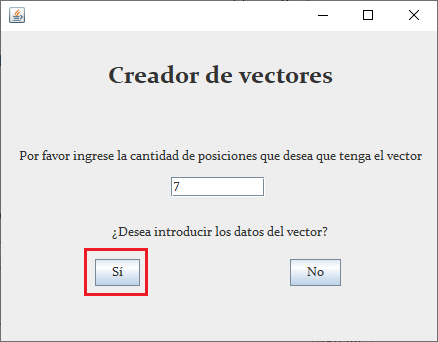 Creador de vectores
Por favor ingrese la cantidad de posiciones que desea que tenga el vector
7
¿Desea introducir los datos del vector?
Sí
No